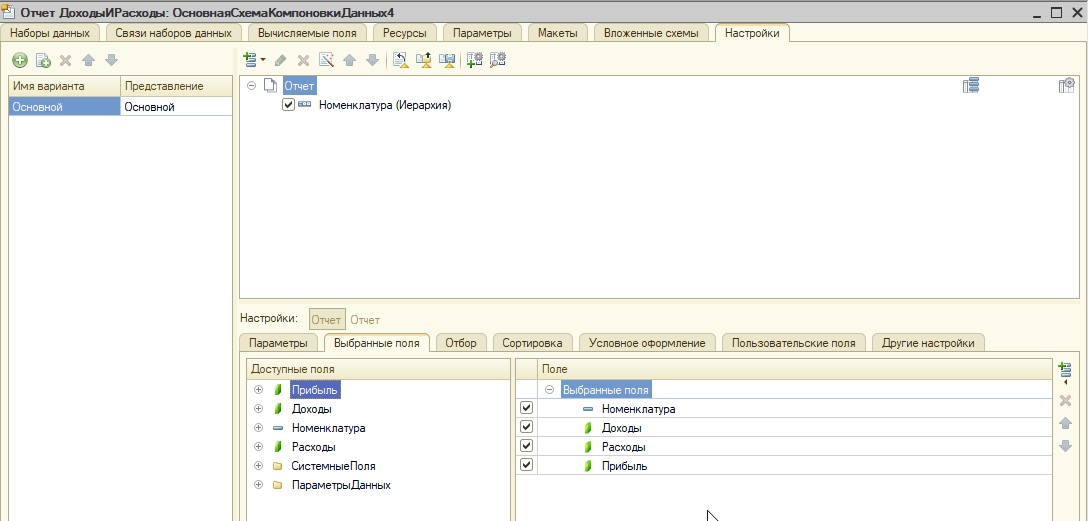 Отчет ДоходыИРасходы: ОсновнаяСхемаКомпоновкиДанных4
Наборы данных Связи наборов данных Вычисляемые поля Ресурсы Параметры Макеты Вложенные схемы Настройки
Имя варианта Представление
Основной Основной
Отчет
Номенклатура (Иерархия)
Настройки: Отчет Отчет
Параметры Выбранные поля Отбор Сортировка Условное оформление Пользовательские поля Другие настройки
Доступные поля
Прибыль
Доходы
Номенклатура
Расходы
СистемныеПоля
ПараметрыДанных
Поле
Выбранные поля
Номенклатура
Доходы
Расходы
Прибыль